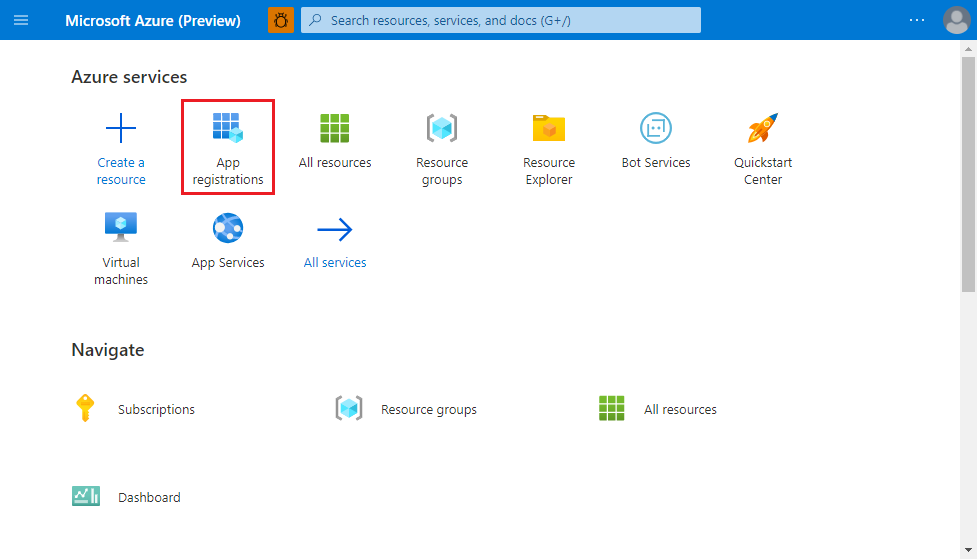 Microsoft Azure (Preview)
Search resources, services, and docs (G+/)
Azure services
Create a
resource
App
registrations
All resources
Resource
groups
Resource
Explorer
Bot Services
Quickstart
Center
Virtual
machines
App Services
All services
Navigate
Subscriptions
Resource groups
All resources
Dashboard